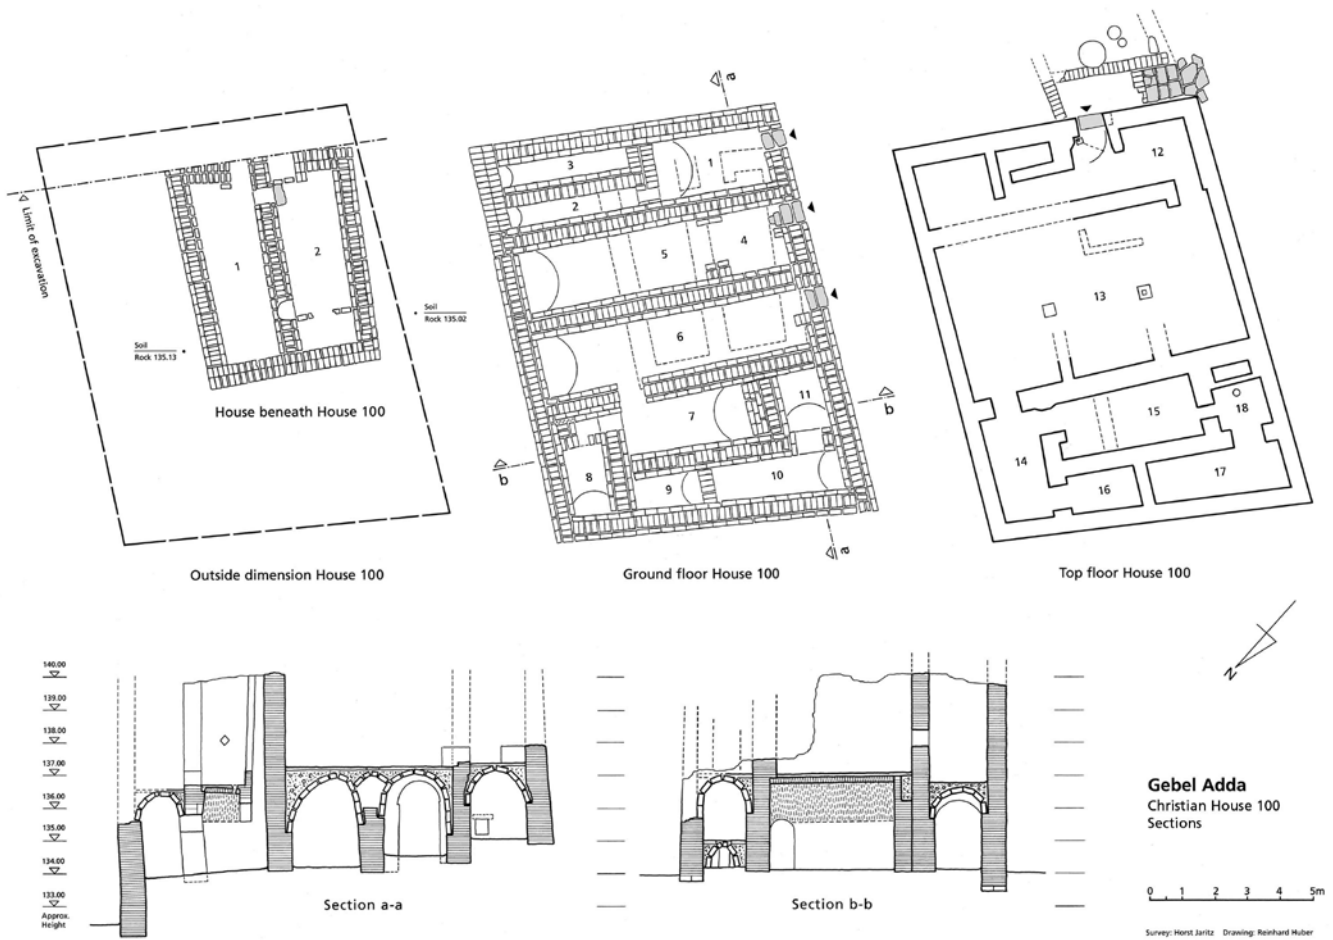 Limit of excavation
1
2
Soil
Rock 135.13
Soil
Rock 135.02
House beneath House 100
Outside dimension House 100
a
3
1
2
4
5
6
11
7
b
b
8
9
10
a
Ground floor House 100
12
13
15
18
14
17
16
Top floor House 100
N
140.00
139.00
138.00
137.00
136.00
135.00
134.00
133.00
Approx.
Height
Section a-a
Section b-b
Gebel Adda
Christian House 100
Sections
0 1 2 3 4 5m
Survey: Horst Jaritz Drawing: Reinhard Huber